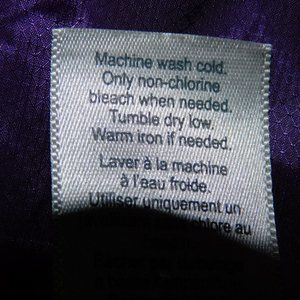 Machine wash cold.
Only non-chlorine
bleach when needed.
Tumble dry low.
Warm iron if needed.
Laver à la machine
à l'eau froide.
Utiliser uniquement un
au